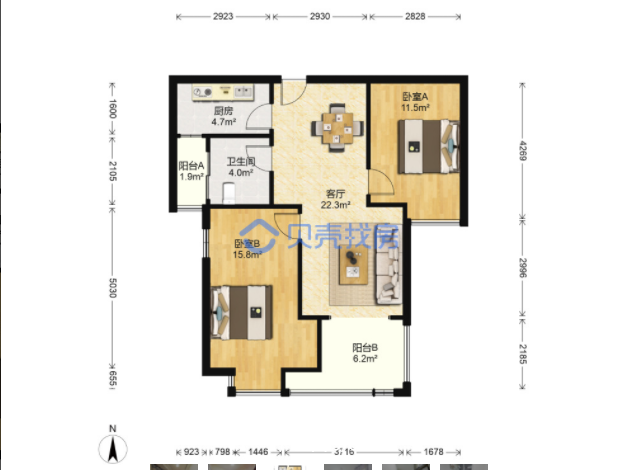 2923 2930 2828
1600
2105
5030
655
4269
2996
2185
厨房
4.7m²
卧室A
11.5m²
阳台A
1.9m²
卫生间
4.0m²
客厅
22.3m²
贝壳找房
卧室B
15.8m²
阳台B
6.2m²
N
923 798 1446 3716 1678